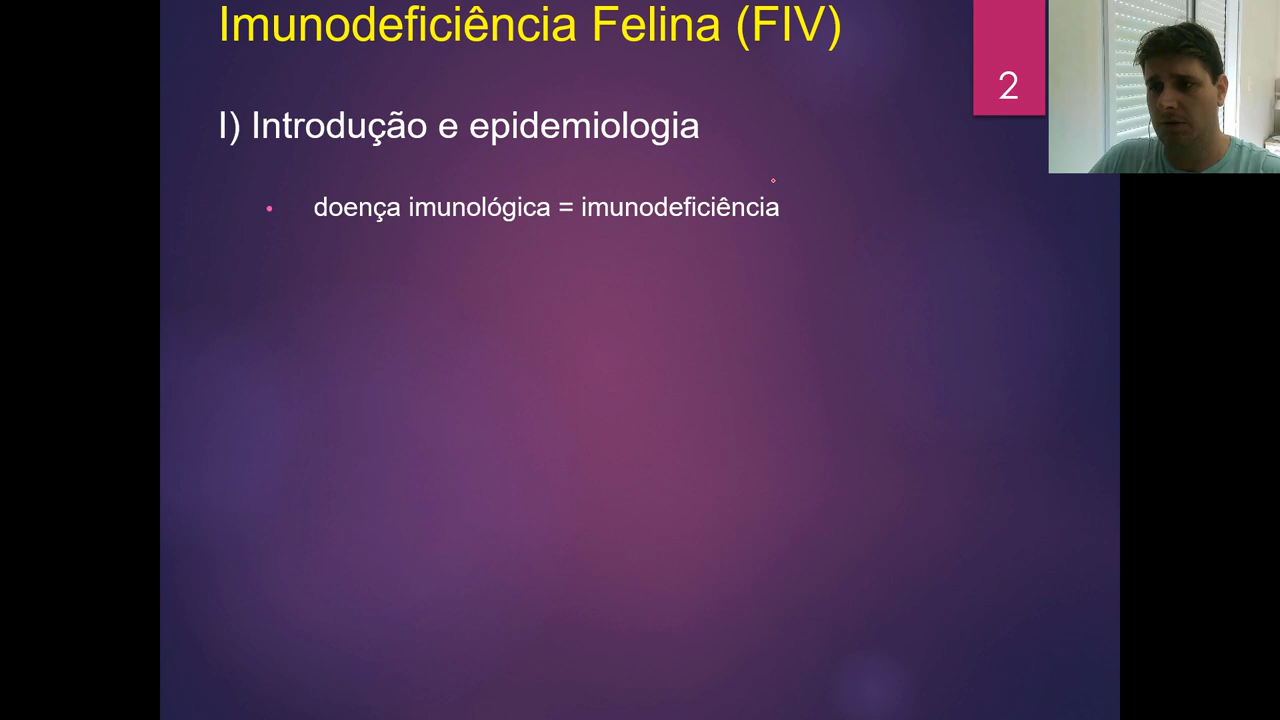 Imunodeficiência Felina (FIV)
2
I) Introdução e epidemiologia
• doença imunológica = imunodeficiência